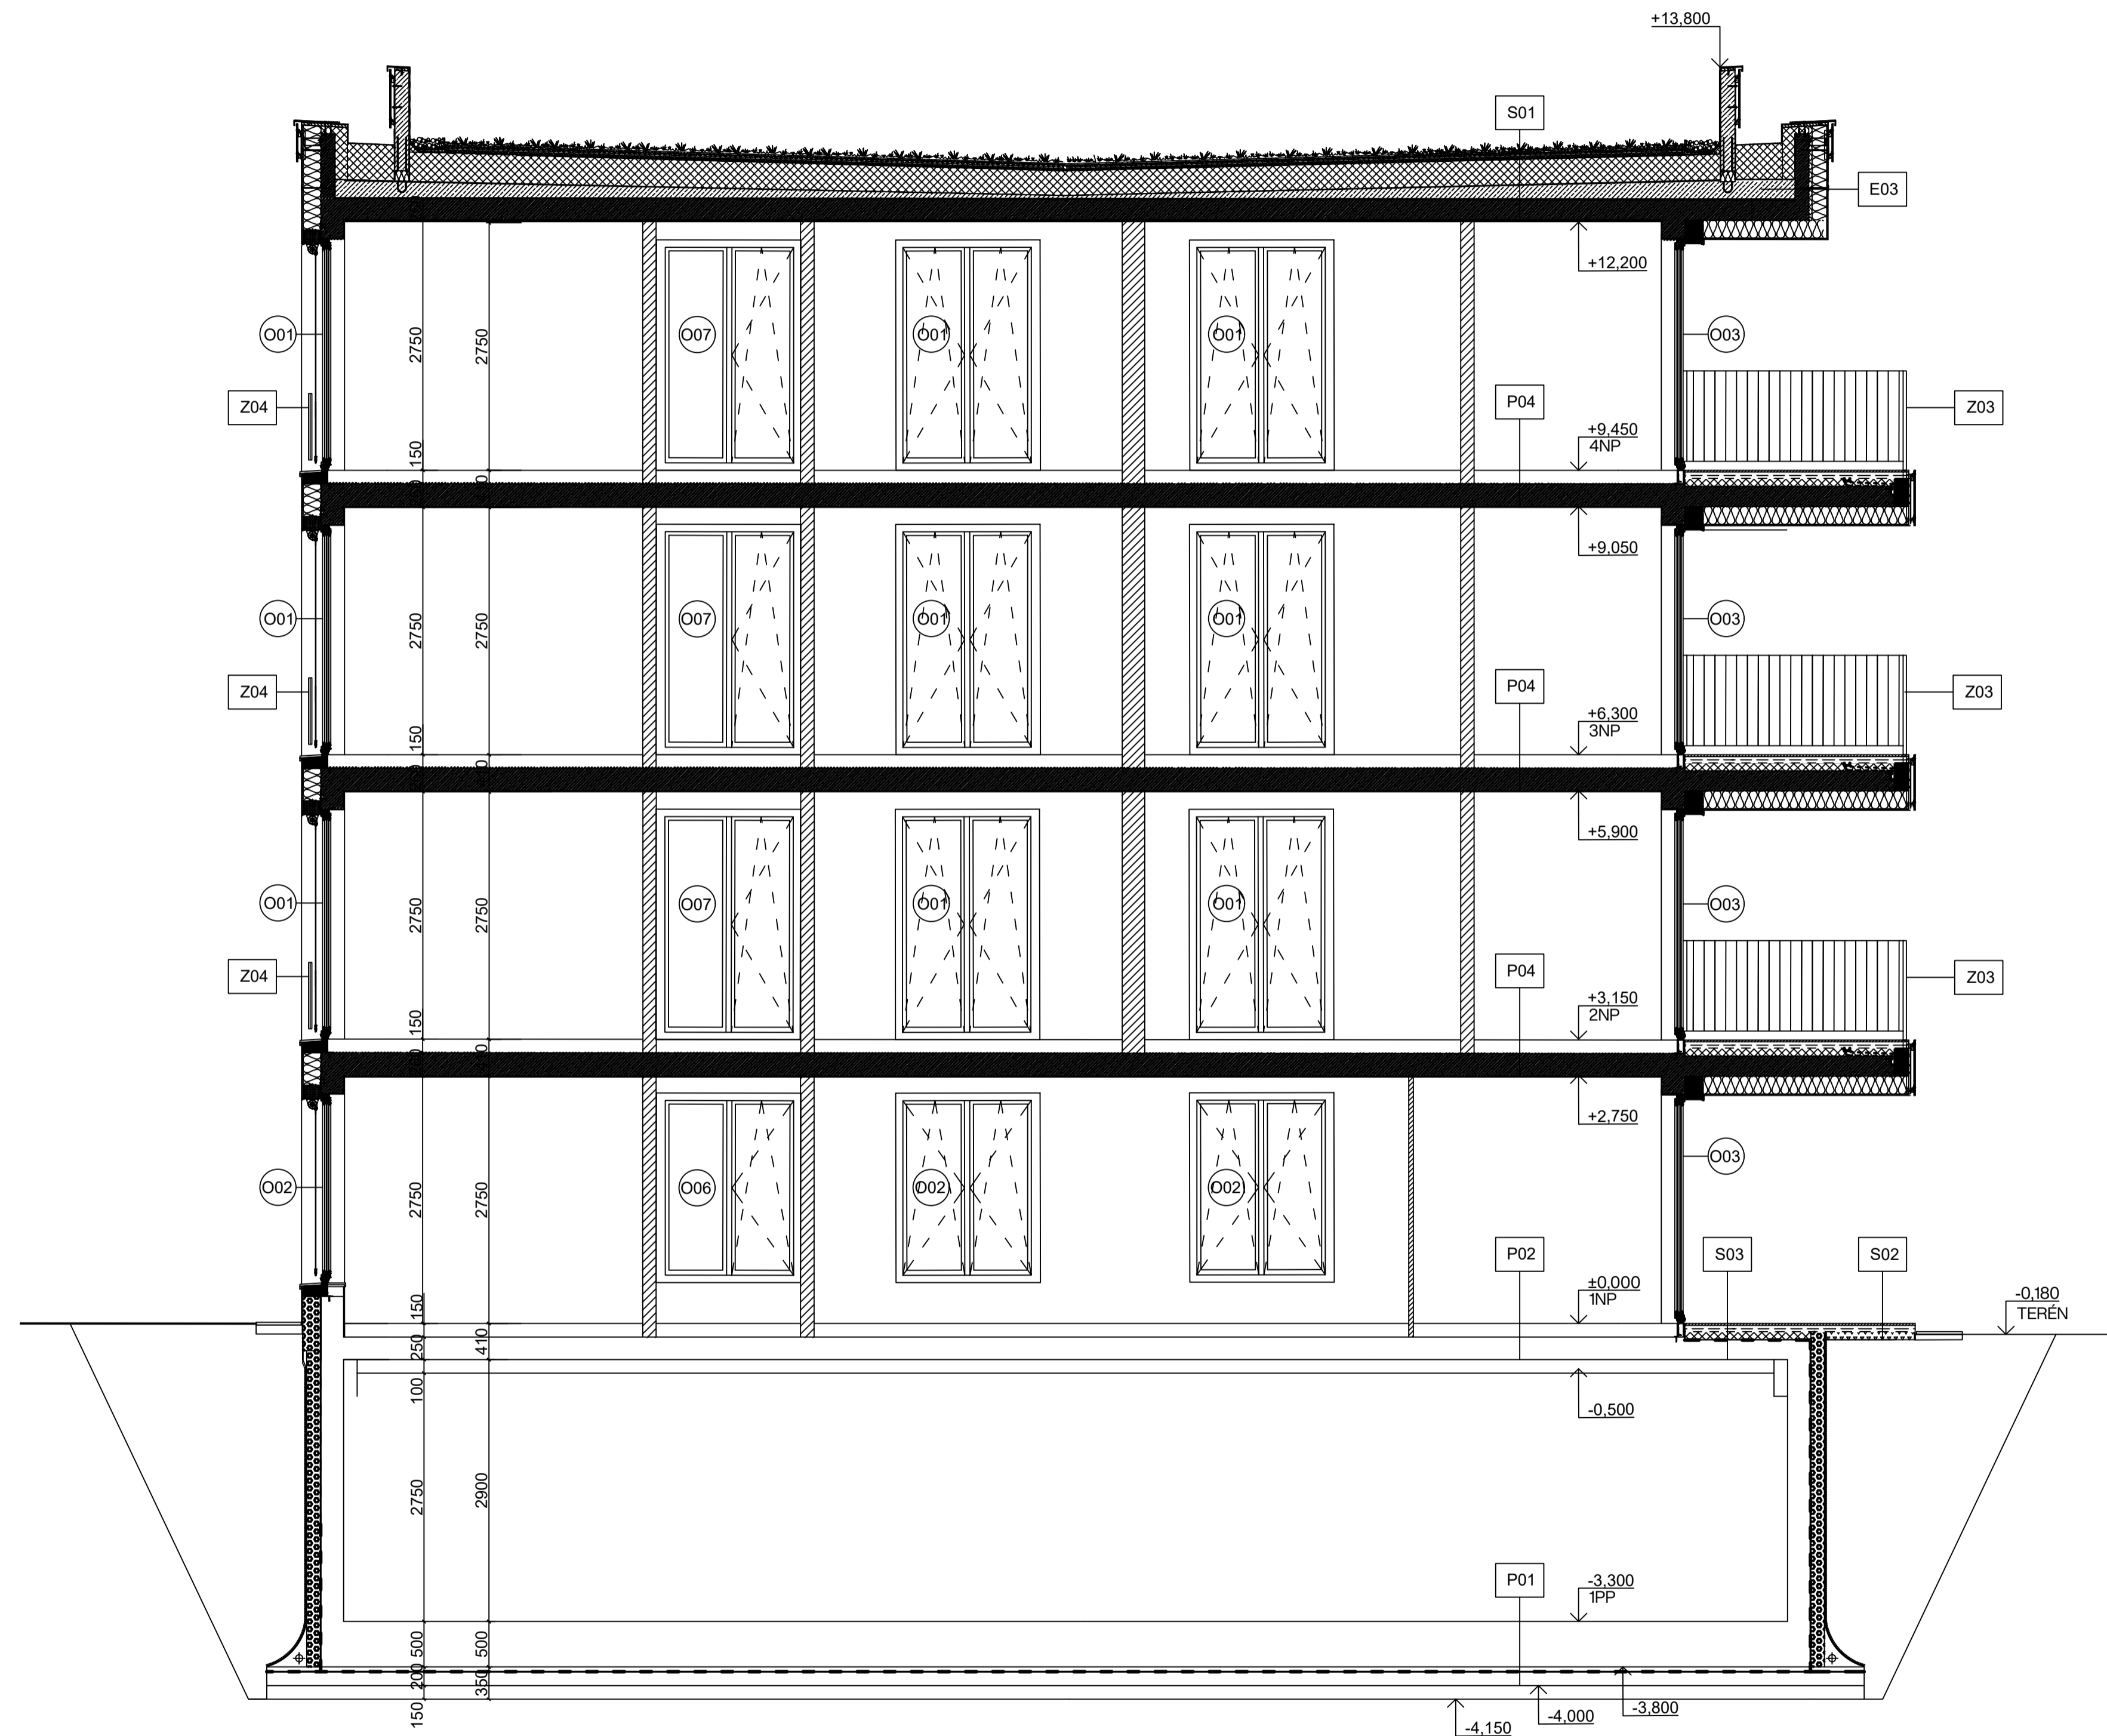 +13,800
S01
E03
+12,200
O01
O07
O01
O01
O03
2750
2750
Z04
P04
Z03
+9,450
4NP
150
+9,050
O01
O07
O01
O01
O03
2750
2750
Z04
P04
Z03
+6,300
3NP
150
+5,900
O01
O07
O01
O01
O03
2750
2750
Z04
P04
Z03
+3,150
2NP
150
+2,750
O03
O02
O06
O02
O02
2750
2750
P02
S03
S02
±0,000
1NP
-0,180
TERÉN
150
250
410
100
-0,500
2750
2900
P01
-3,300
1PP
500
500
200
350
150
-4,150
-4,000
-3,800